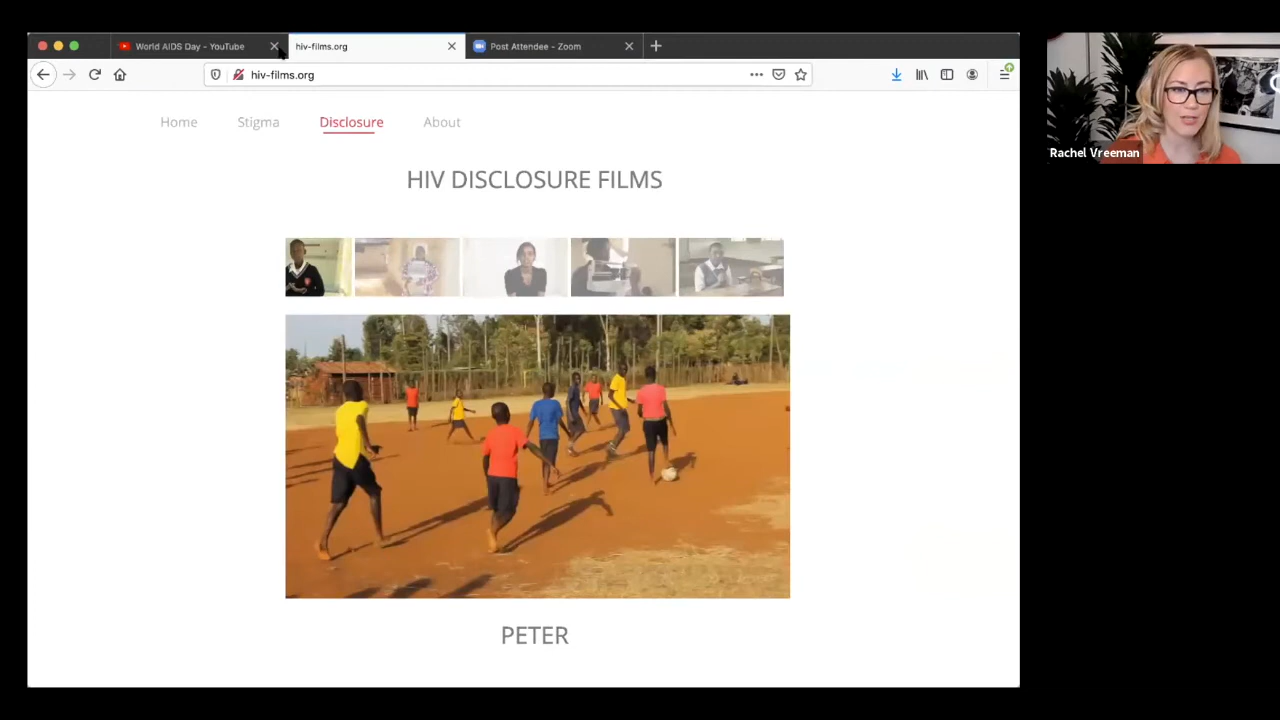 World AIDS Day - YouTube
hiv-films.org
Post Attendee - Zoom
hiv-films.org
Home Stigma Disclosure About
HIV DISCLOSURE FILMS
PETER
Rachel Vreeman